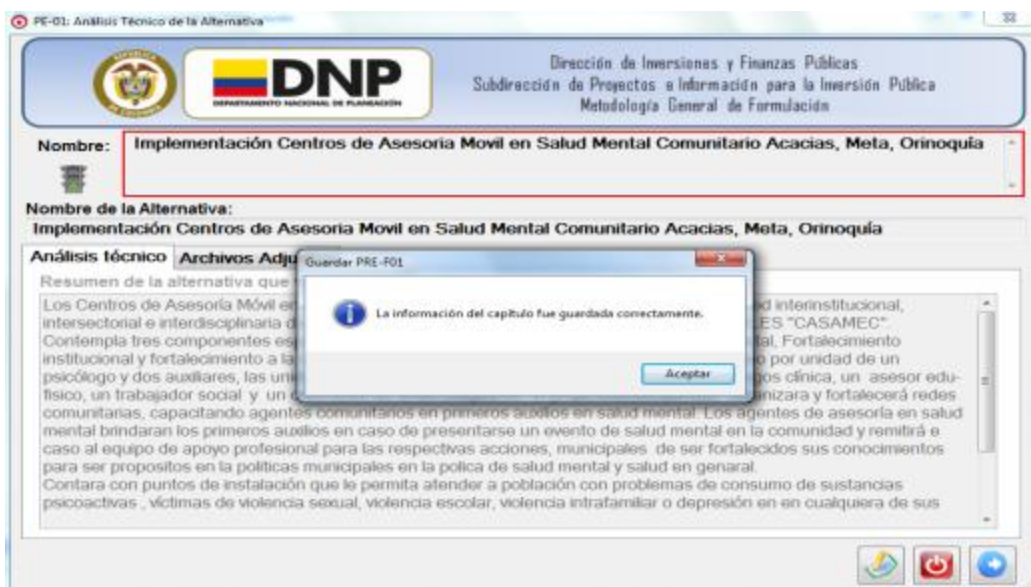 PE-01: Análisis Técnico de la Alternativa
DNP
DEPARTAMENTO NACIONAL DE PLANEACIÓN
Dirección de Inversiones y Finanzas Públicas
Subdirección de Proyectos e Información para la Inversión Pública
Metodología General de Formulación
Nombre: Implementación Centros de Asesoria Movil en Salud Mental Comunitario Acacias, Meta, Orinoquía
Nombre de la Alternativa:
Implementación Centros de Asesoria Movil en Salud Mental Comunitario Acacias, Meta, Orinoquía
Análisis técnico Archivos Adju
Guardar PRE-F01
La información del capítulo fue guardada correctamente.
Aceptar
Resumen de la alternativa que
Los Centros de Asesoría Móvil en d interinstitucional,
intersectorial e interdisciplinaria d ES "CASAMEC".
Contempla tres componentes es tal, Fortalecimiento
institucional y fortalecimiento a la o por unidad de un
psicólogo y dos auxiliares, las uni gos clínica, un asesor edu-
fisico, un trabajador social y un anizara y fortalecerá redes
comunitarias, capacitando agentes comunitarios en primeros auxilios en salud mental. Los agentes de asesoría en salud
mental brindaran los primeros auxilios en caso de presentarse un evento de salud mental en la comunidad y remitirá e
caso al equipo de apoyo profesional para las respectivas acciones, municipales de ser fortalecidos sus conocimientos
para ser propositos en la políticas municipales en la polica de salud mental y salud en genaral.
Contara con puntos de instalación que le permita atender a población con problemas de consumo de sustancias
psicoactivas , víctimas de violencia sexual, violencia escolar, violencia intrafamiliar o depresión en en cualquiera de sus